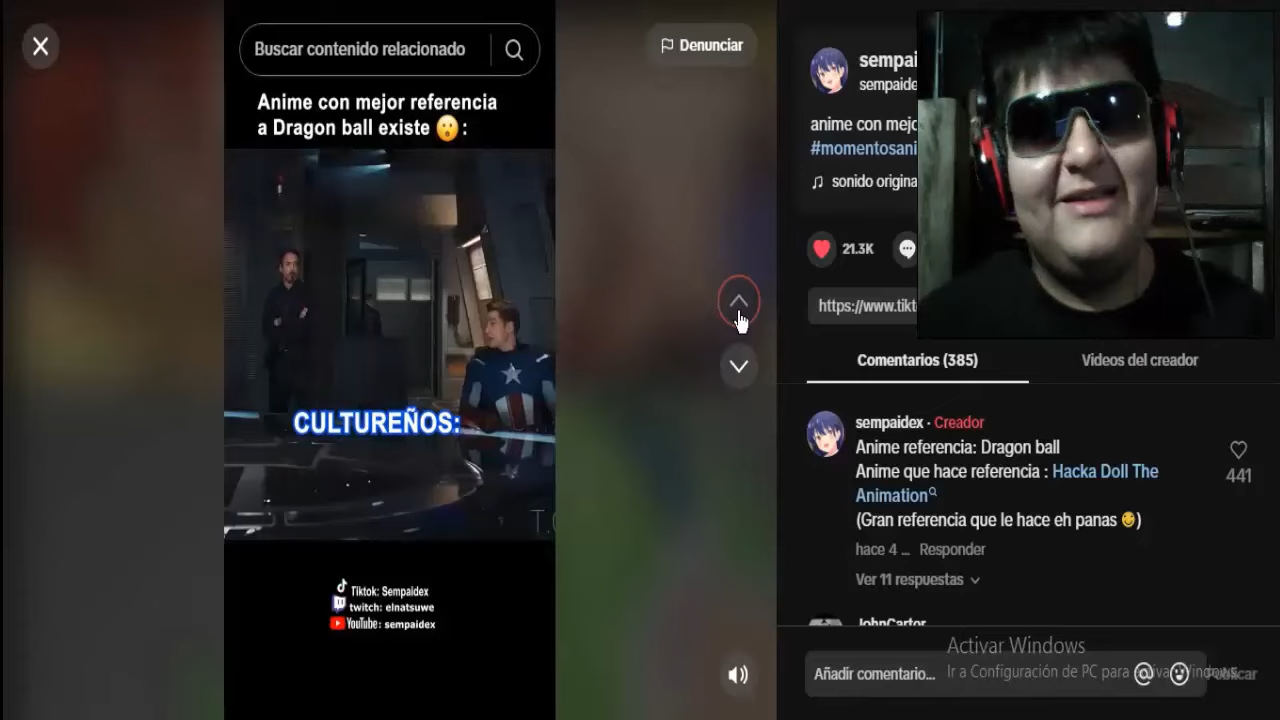 Buscar contenido relacionado
Denunciar
Anime con mejor referencia
a Dragon ball existe 😮 :
CULTUREÑOS:
T.
Tiktok: Sempaidex
twitch: elnatsuwe
YouTube : sempaidex
sempai
sempaide
anime con mejo
#momentosani
sonido origina
21.3K
https://www.tikt
Comentarios (385)
Videos del creador
sempaidex · Creador
Anime referencia: Dragon ball
Anime que hace referencia : Hacka Doll The
Animation
(Gran referencia que le hace eh panas 😉)
441
hace 4 ... Responder
Ver 11 respuestas
JohnCarter
Activar Windows
Ir a Configuración de PC para activar Windows.
Añadir comentario...
Publicar